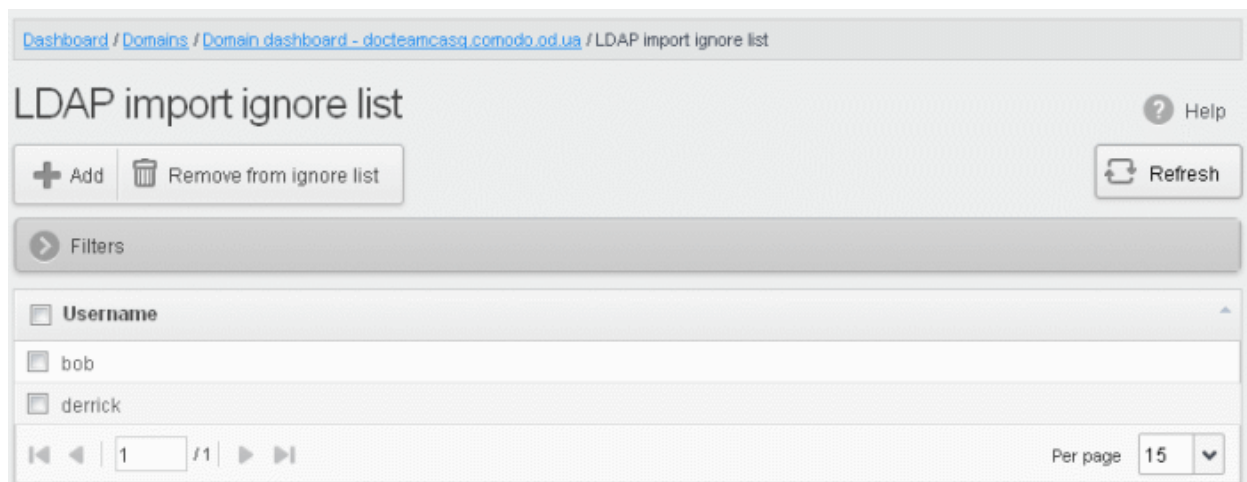 Dashboard / Domains / Domain dashboard - docteamcasg.comodo.od.ua / LDAP import ignore list
LDAP import ignore list
Help
Add
Remove from ignore list
Refresh
Filters
Username
bob
derrick
1 / 1
Per page 15